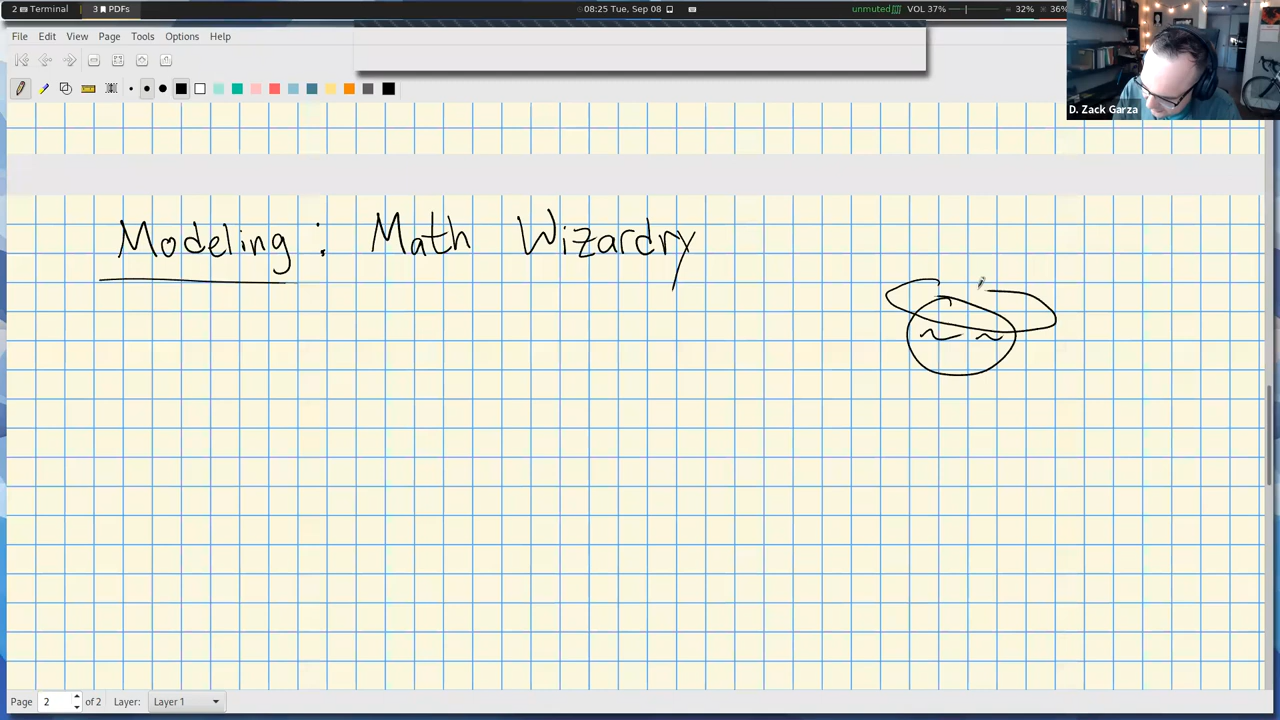 2 Terminal 3 PDFs 08:25 Tue, Sep 08 unmuted VOL 37% 32% 36%
File Edit View Page Tools Options Help
D. Zack Garza
Modeling : Math Wizardry
Page 2 of 2 Layer: Layer 1